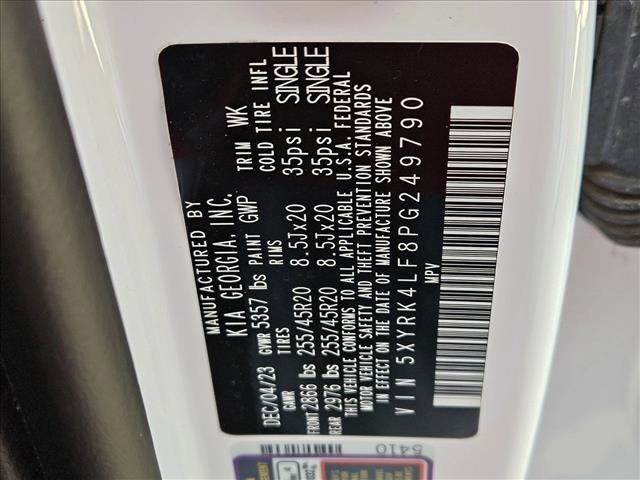 MANUFACTURED BY
KIA GEORGIA, INC.
DEC/04/23 GVWR 5357 lbs PAINT GWP TRIM WK
GAWR TIRES RIMS COLD TIRE INFL
FRONT 2866 lbs 255/45R20 8.5Jx20 35psi SINGLE
REAR 2976 lbs 255/45R20 8.5Jx20 35psi SINGLE
THIS VEHICLE CONFORMS TO ALL APPLICABLE U.S.A. FEDERAL
MOTOR VEHICLE SAFETY AND THEFT PREVENTION STANDARDS
IN EFFECT ON THE DATE OF MANUFACTURE SHOWN ABOVE
VIN 5XYRK4LF8PG249790
MPV
5410